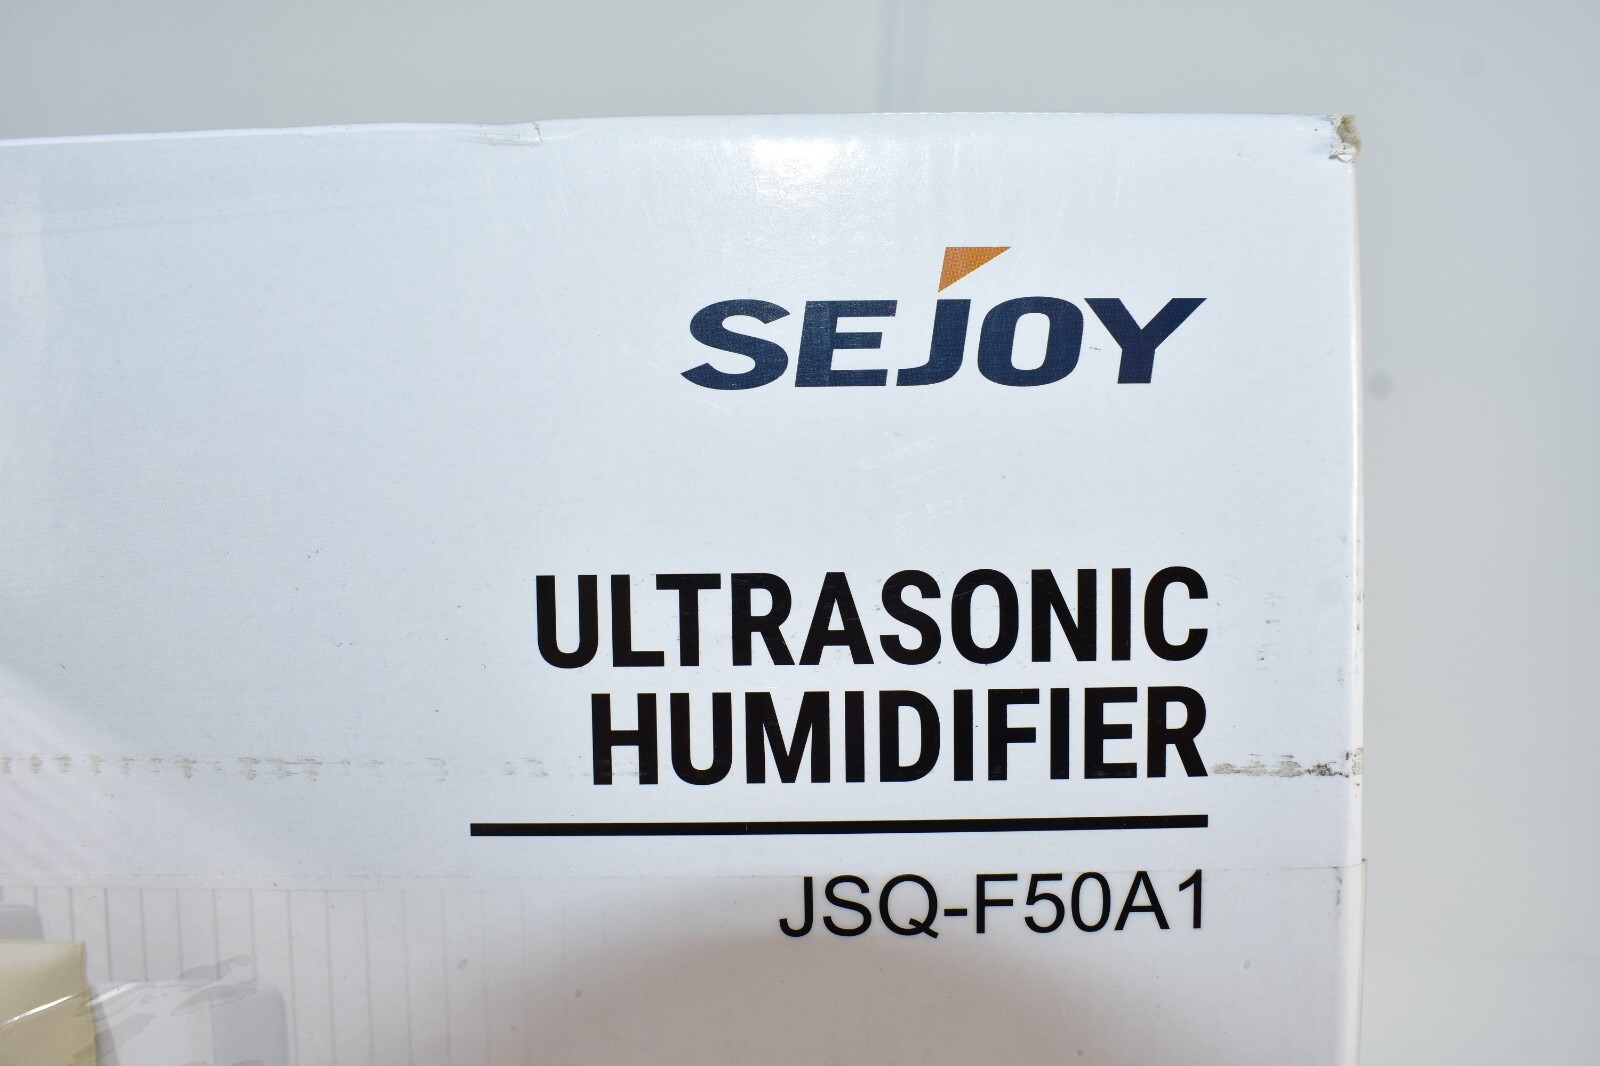 SEJOY
ULTRASONIC
HUMIDIFIER
JSQ-F50A1